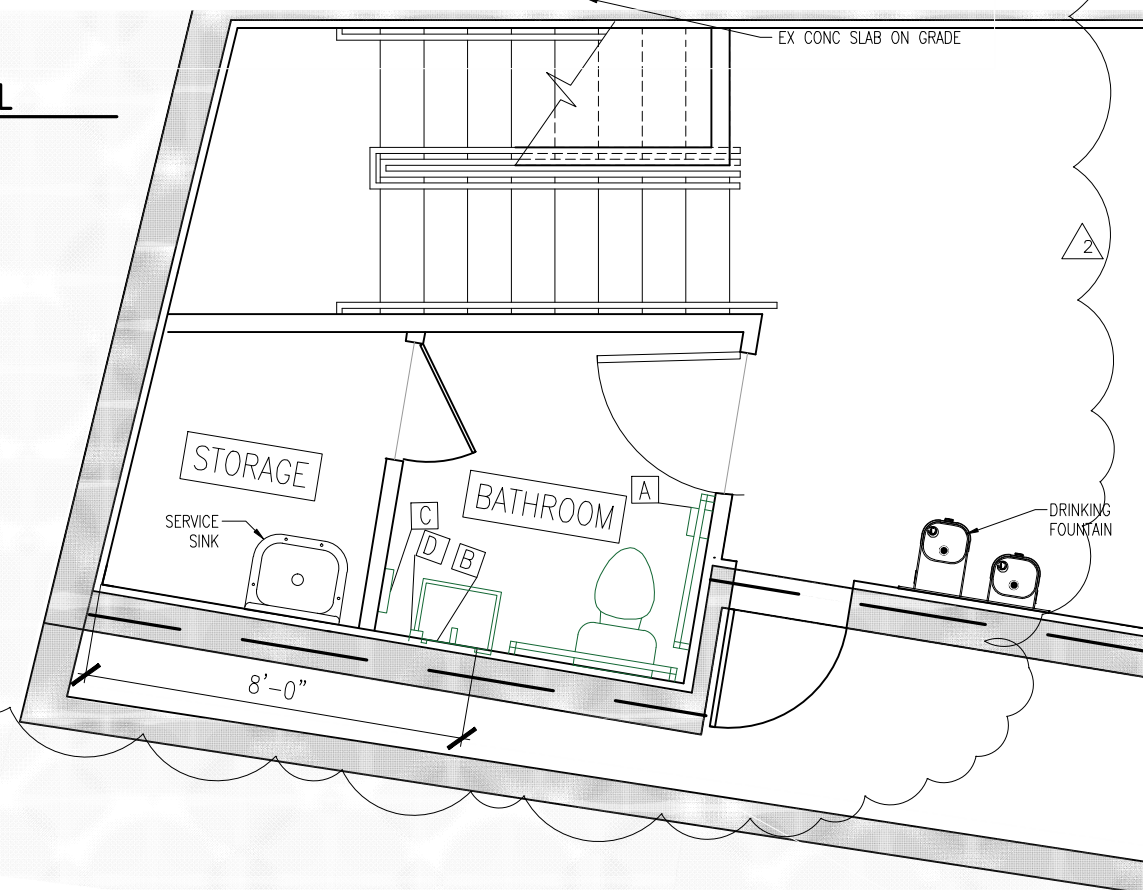 EX CONC SLAB ON GRADE
L
2
STORAGE
BATHROOM
A
C
D
B
SERVICE
SINK
DRINKING
FOUNTAIN
8'-0"